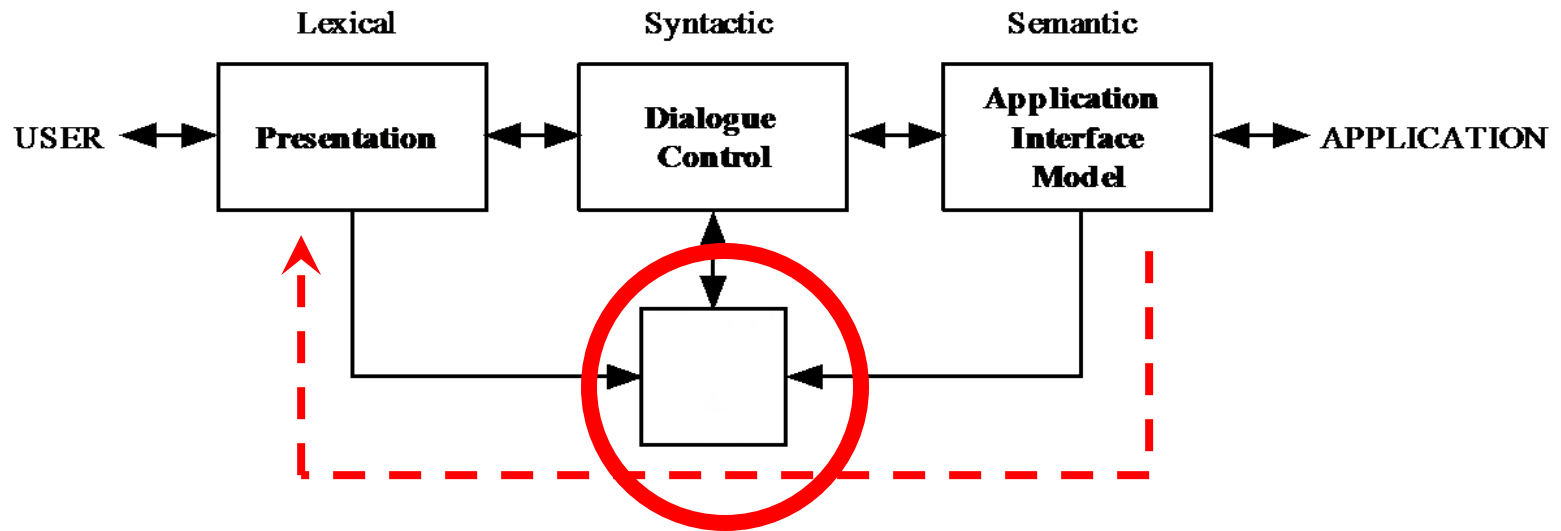 Lexical
Syntactic
Semantic
USER
Presentation
Dialogue
Control
Application
Interface
Model
APPLICATION